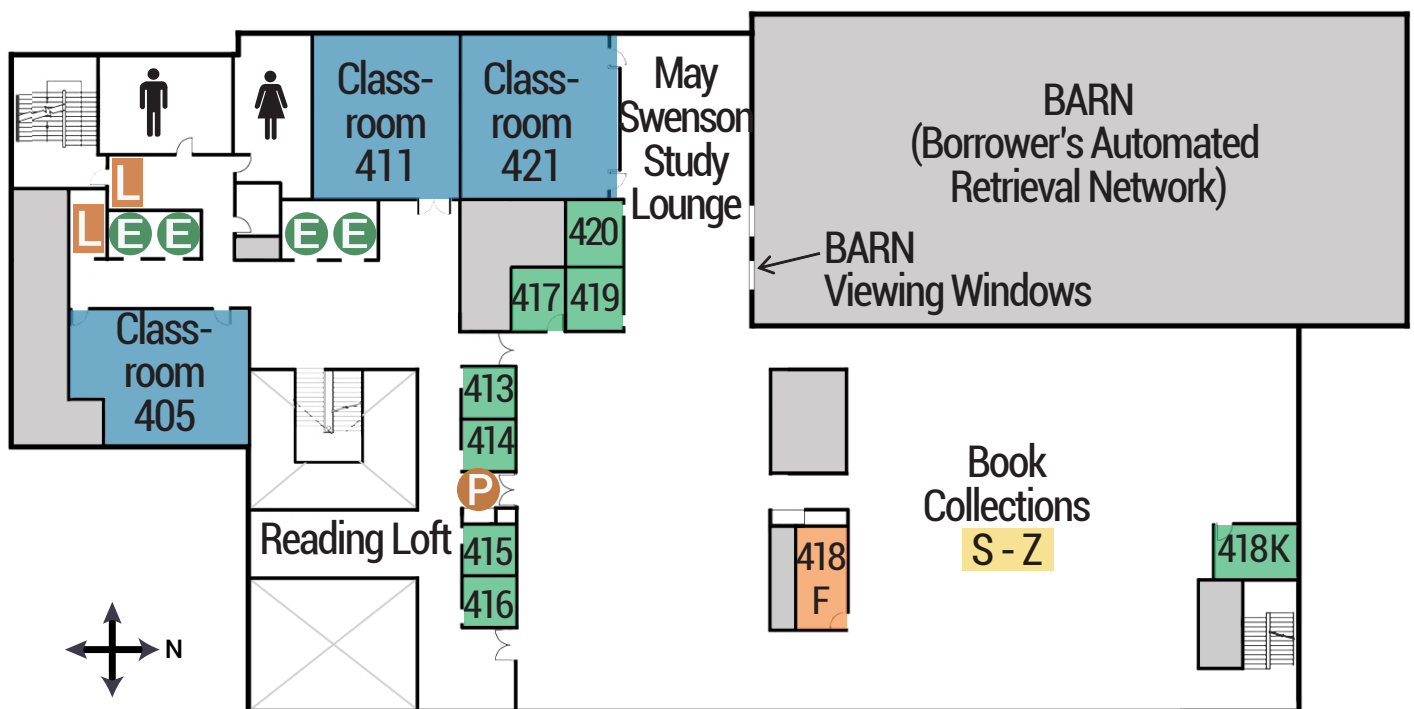 Class-
room
411
Class-
room
421
May
Swenson
Study
Lounge
BARN
(Borrower's Automated
Retrieval Network)
L
L
E
E
E
E
420
417
419
BARN
Viewing Windows
Class-
room
405
413
414
P
Reading Loft
415
416
418
F
Book
Collections
S - Z
418K
N